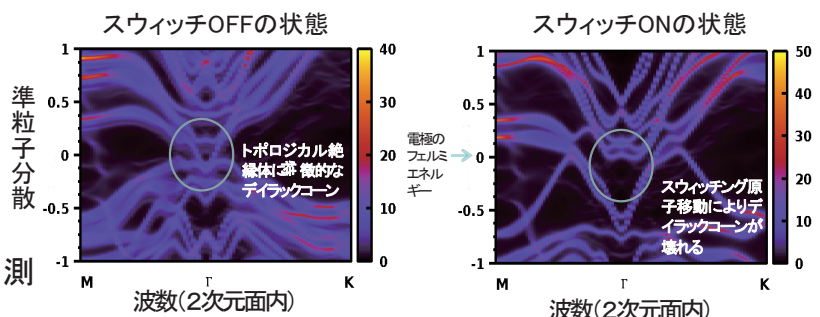 スウィッチOFFの状態
スウィッチONの状態
準粒子分散
測
1
0.5
0
-0.5
-1
M
Γ
K
波数(2次元面内)
40
30
20
10
0
トポロジカル絶
縁体に 徴的な
デイラックコーン
電極の
フェルミ
エネル
ギー
1
0.5
0
-0.5
-1
M
Γ
K
波数(2次元面内)
50
40
30
20
10
0
スウィッチング原
子移動によりデ
イラックコーンが
壊れる